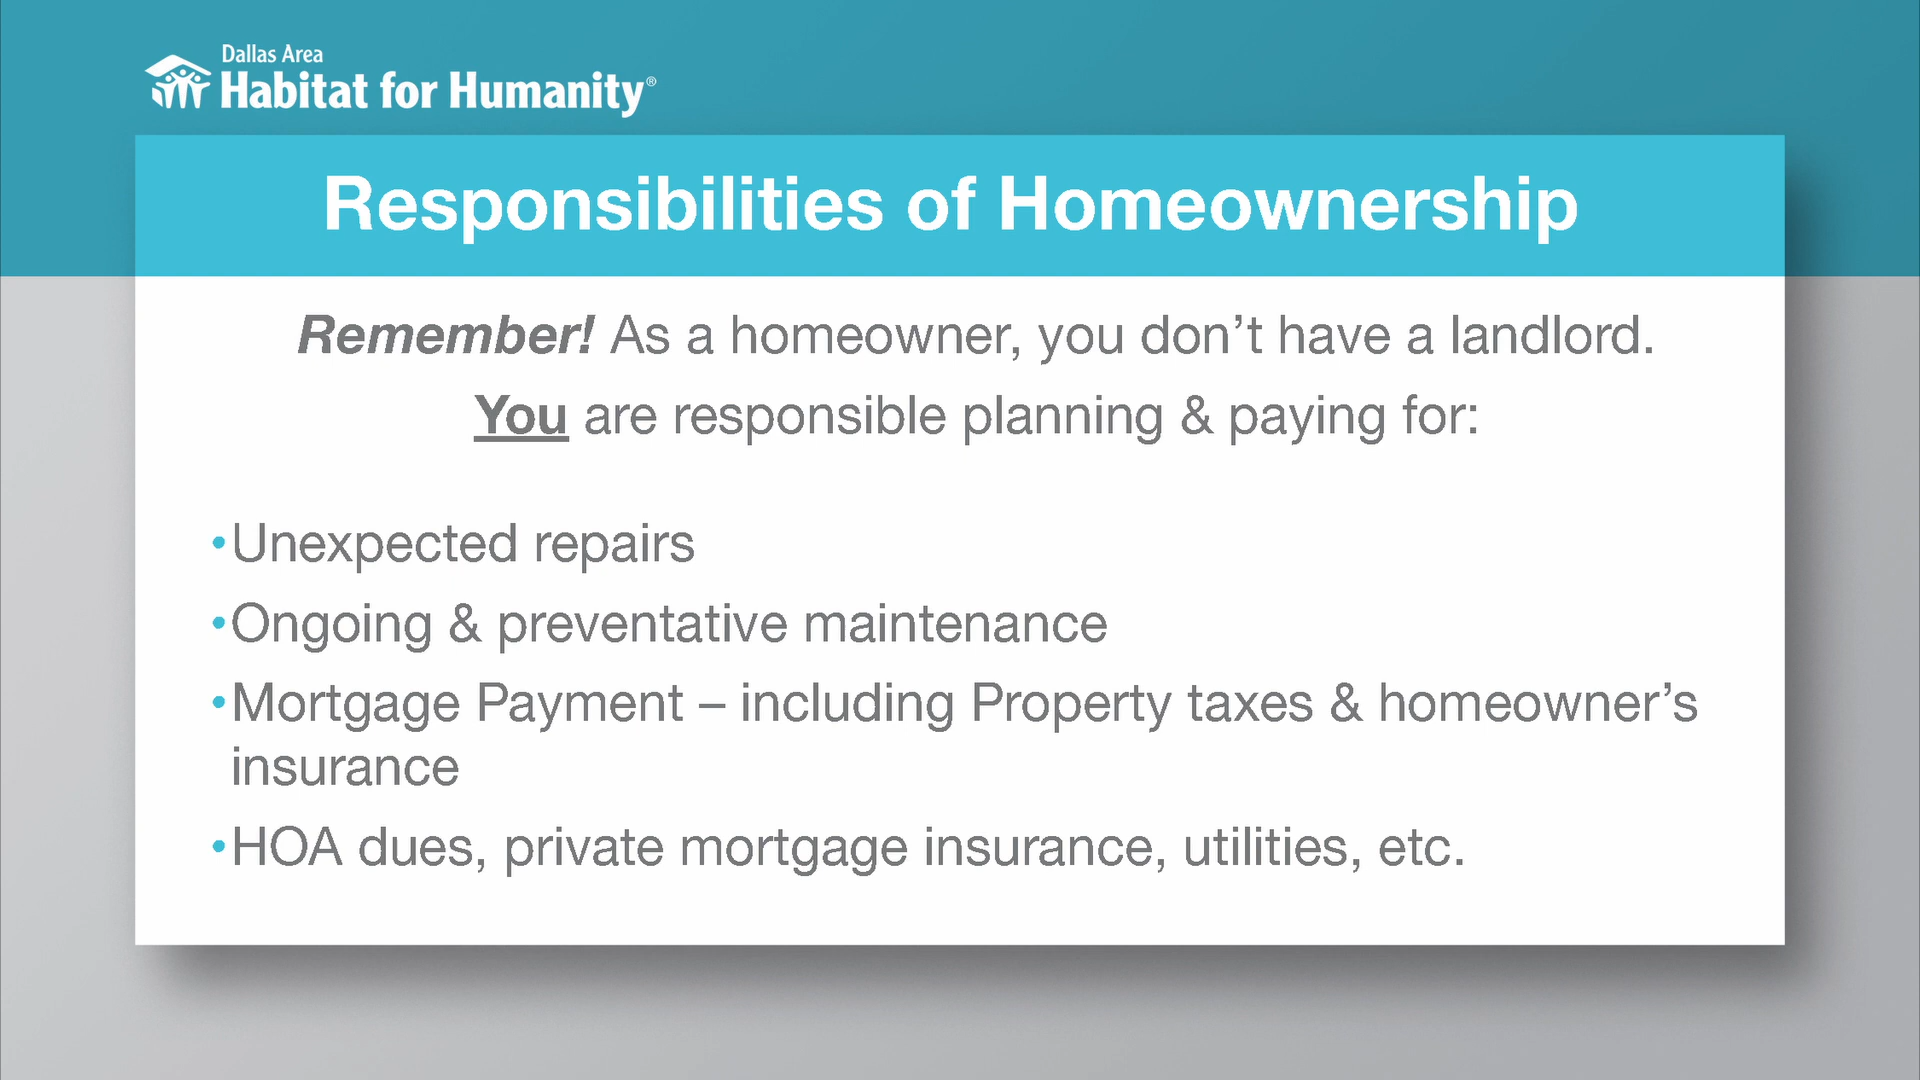 Dallas Area
Habitat for Humanity®
Responsibilities of Homeownership
Remember! As a homeowner, you don’t have a landlord.
You are responsible planning & paying for:
•Unexpected repairs
•Ongoing & preventative maintenance
•Mortgage Payment – including Property taxes & homeowner’s
insurance
•HOA dues, private mortgage insurance, utilities, etc.